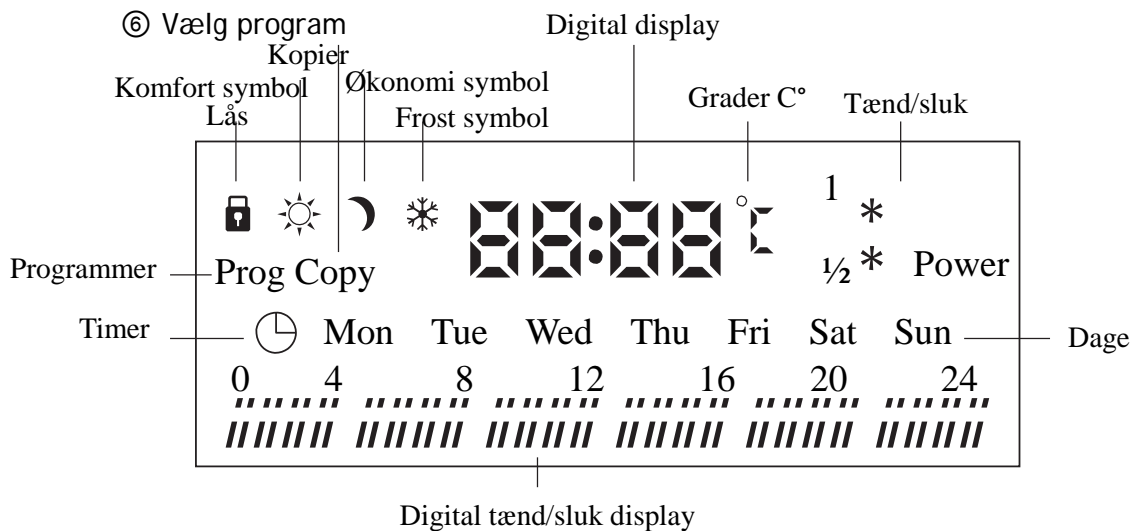 ⑥ Vælg program
Digital display
Kopier
Komfort symbol
Økonomi symbol
Grader C°
Tænd/sluk
Lås
Frost symbol
88:88 °C
1 *
½ * Power
Programmer
Prog Copy
Timer
Mon Tue Wed Thu Fri Sat Sun
Dage
0 4 8 12 16 20 24
Digital tænd/sluk display